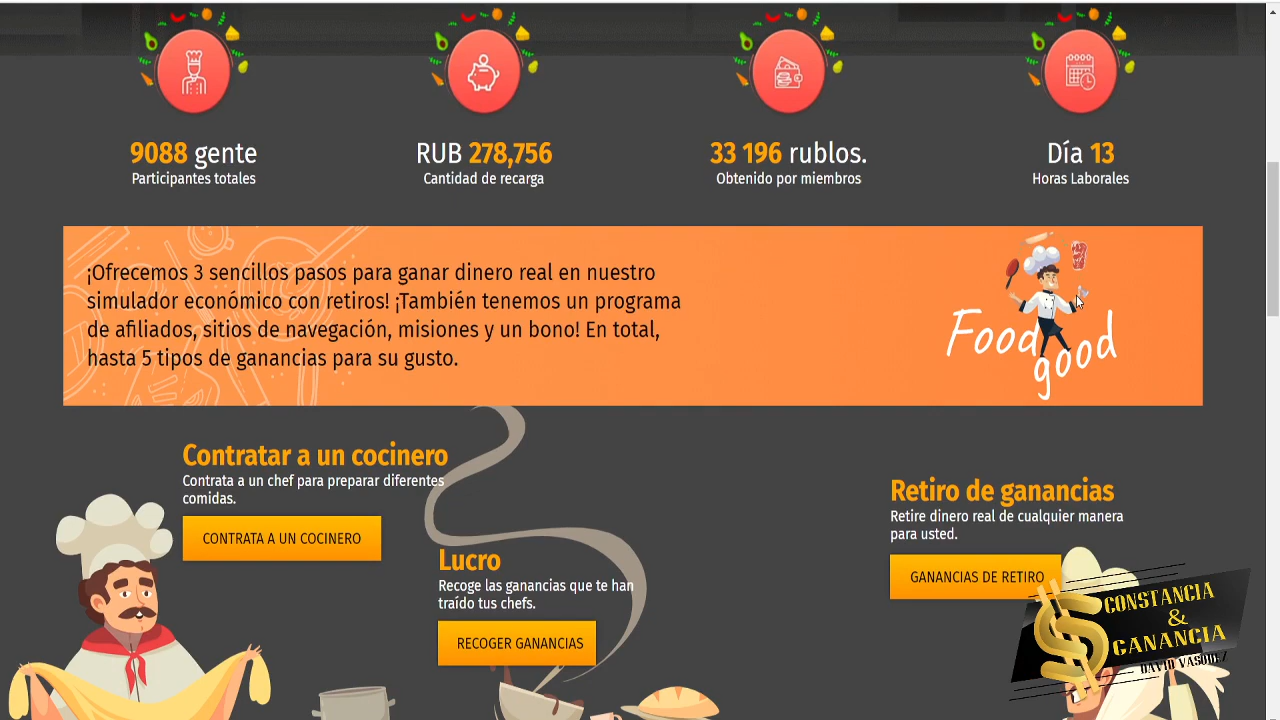 9088 gente
Participantes totales
RUB 278,756
Cantidad de recarga
33 196 rublos.
Obtenido por miembros
Día 13
Horas Laborales
¡Ofrecemos 3 sencillos pasos para ganar dinero real en nuestro
simulador económico con retiros! ¡También tenemos un programa
de afiliados, sitios de navegación, misiones y un bono! En total,
hasta 5 tipos de ganancias para su gusto.
Food
good
Contratar a un cocinero
Contrata a un chef para preparar diferentes
comidas.
CONTRATA A UN COCINERO
Lucro
Recoge las ganancias que te han
traído tus chefs.
RECOGER GANANCIAS
Retiro de ganancias
Retire dinero real de cualquier manera
para usted.
GANANCIAS DE RETIRO
CONSTANCIA
&
GANANCIA
DAVID VASQUEZ